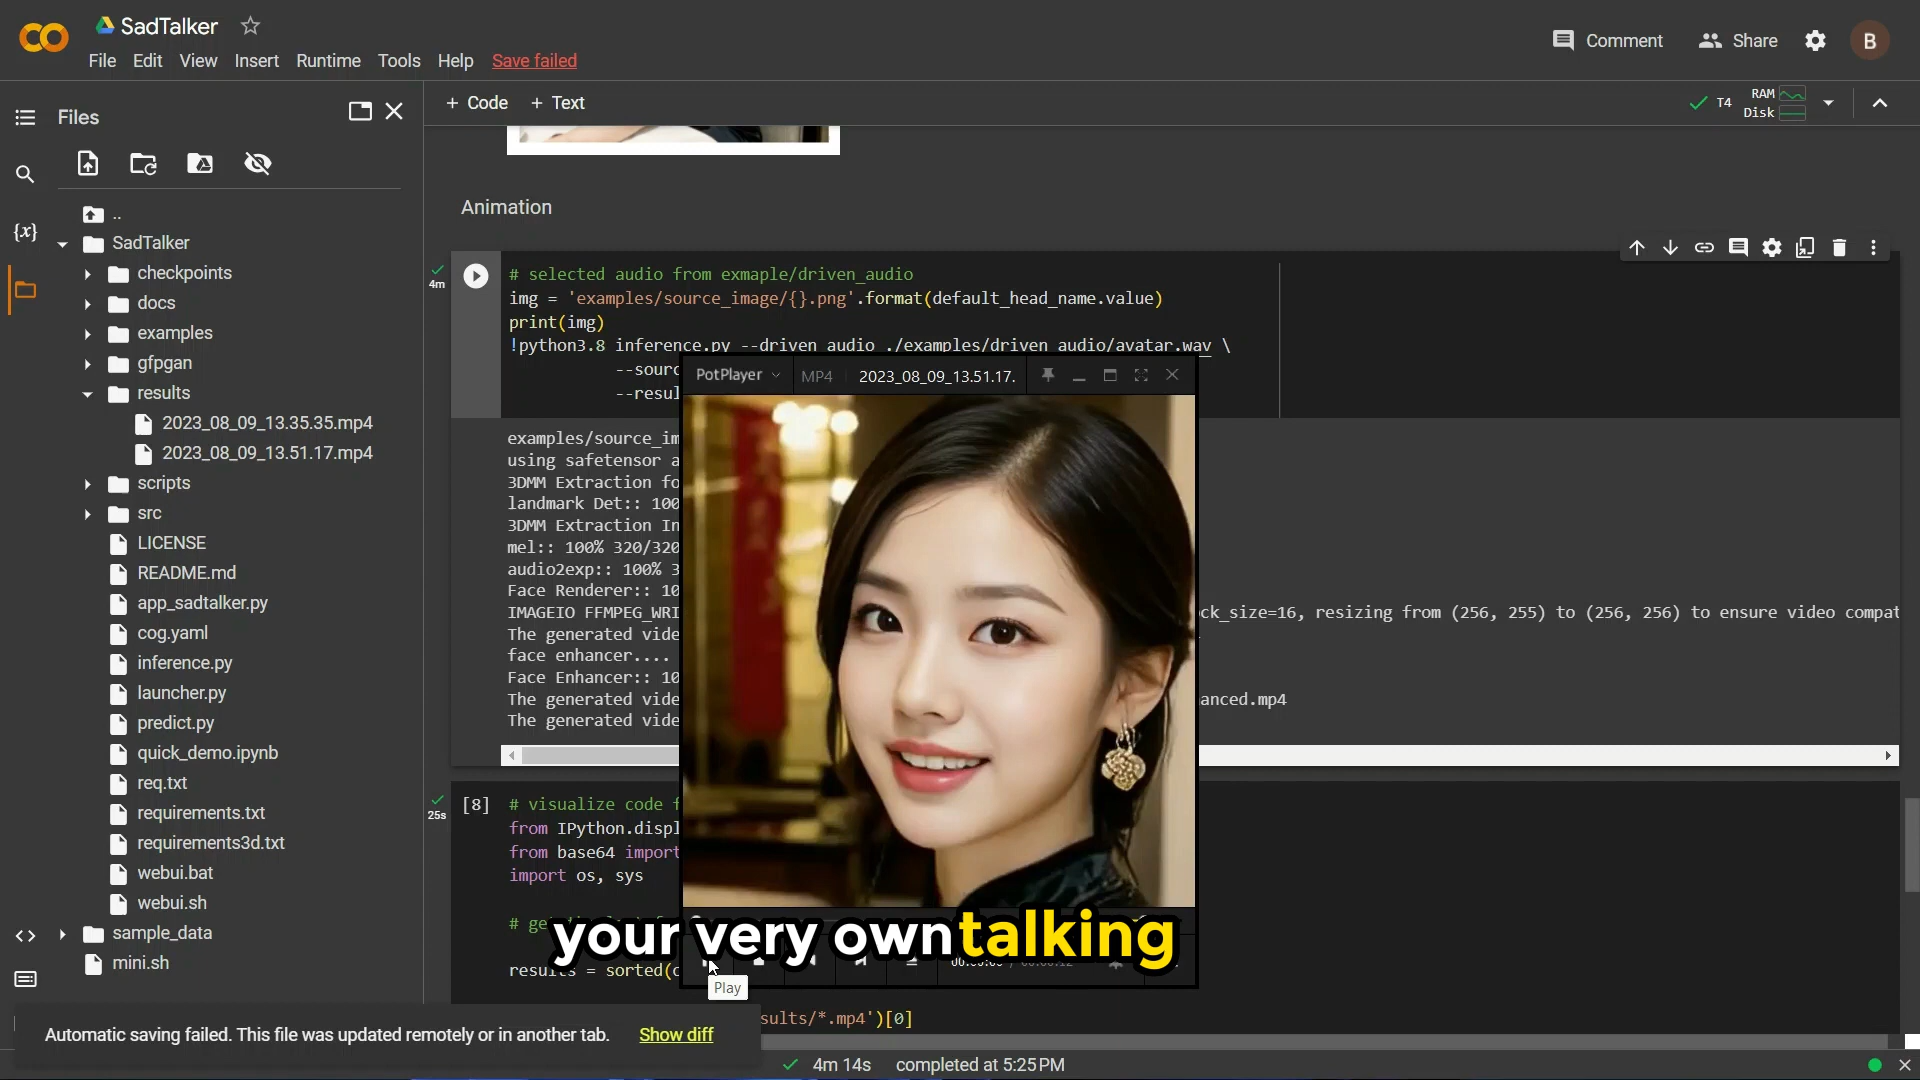 SadTalker
File Edit View Insert Runtime Tools Help Save failed
Comment Share B
Files
+ Code + Text
T4 RAM Disk
..
SadTalker
checkpoints
docs
examples
gfpgan
results
2023_08_09_13.35.35.mp4
2023_08_09_13.51.17.mp4
scripts
src
LICENSE
README.md
app_sadtalker.py
cog.yaml
inference.py
launcher.py
predict.py
quick_demo.ipynb
req.txt
requirements.txt
requirements3d.txt
webui.bat
webui.sh
sample_data
mini.sh
Animation
4m
# selected audio from exmaple/driven_audio
img = 'examples/source_image/{}.png'.format(default_head_name.value)
print(img)
!python3.8 inference.py --driven_audio ./examples/driven_audio/avatar.wav \
--sourc
--resul
PotPlayer MP4 2023_08_09_13.51.17.
examples/source_im
using safetensor a
3DMM Extraction fo
landmark Det:: 100
3DMM Extraction In
mel:: 100% 320/320
audio2exp:: 100% 3
Face Renderer:: 10
IMAGEIO FFMPEG_WRI ck_size=16, resizing from (256, 255) to (256, 256) to ensure video compat
The generated vide
face enhancer....
Face Enhancer:: 10
The generated vide anced.mp4
The generated vide
25s
[8] # visualize code f
from IPython.displ
from base64 import
import os, sys
# ge
results = sorted(
sults/*.mp4')[0]
your very own talking
Play
Automatic saving failed. This file was updated remotely or in another tab. Show diff
4m 14s completed at 5:25 PM